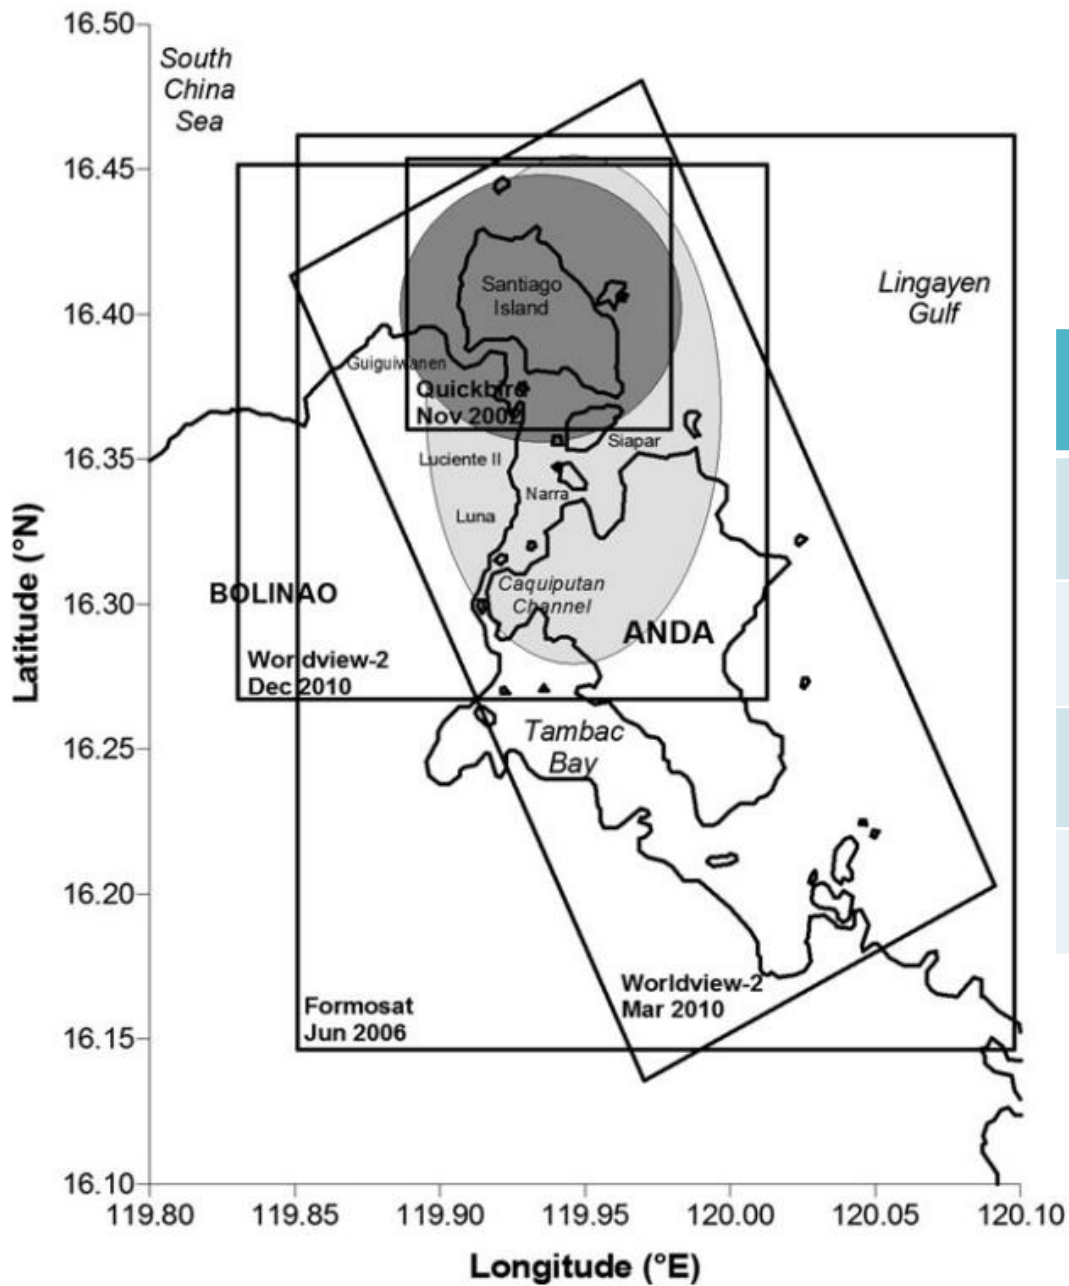 16.50
South
China
Sea
16.45
Lingayen
Gulf
Santiago
Island
16.40
Guiguiwanen
Quickbird
Nov 2002
Siapar
16.35
Luciente II
Narra
Luna
Caquiputan
Channel
16.30
BOLINAO
ANDA
Worldview-2
Dec 2010
Tambac
Bay
16.25
16.20
Worldview-2
Mar 2010
Formosat
Jun 2006
16.15
16.10
119.80 119.85 119.90 119.95 120.00 120.05 120.10
Latitude (°N)
Longitude (°E)